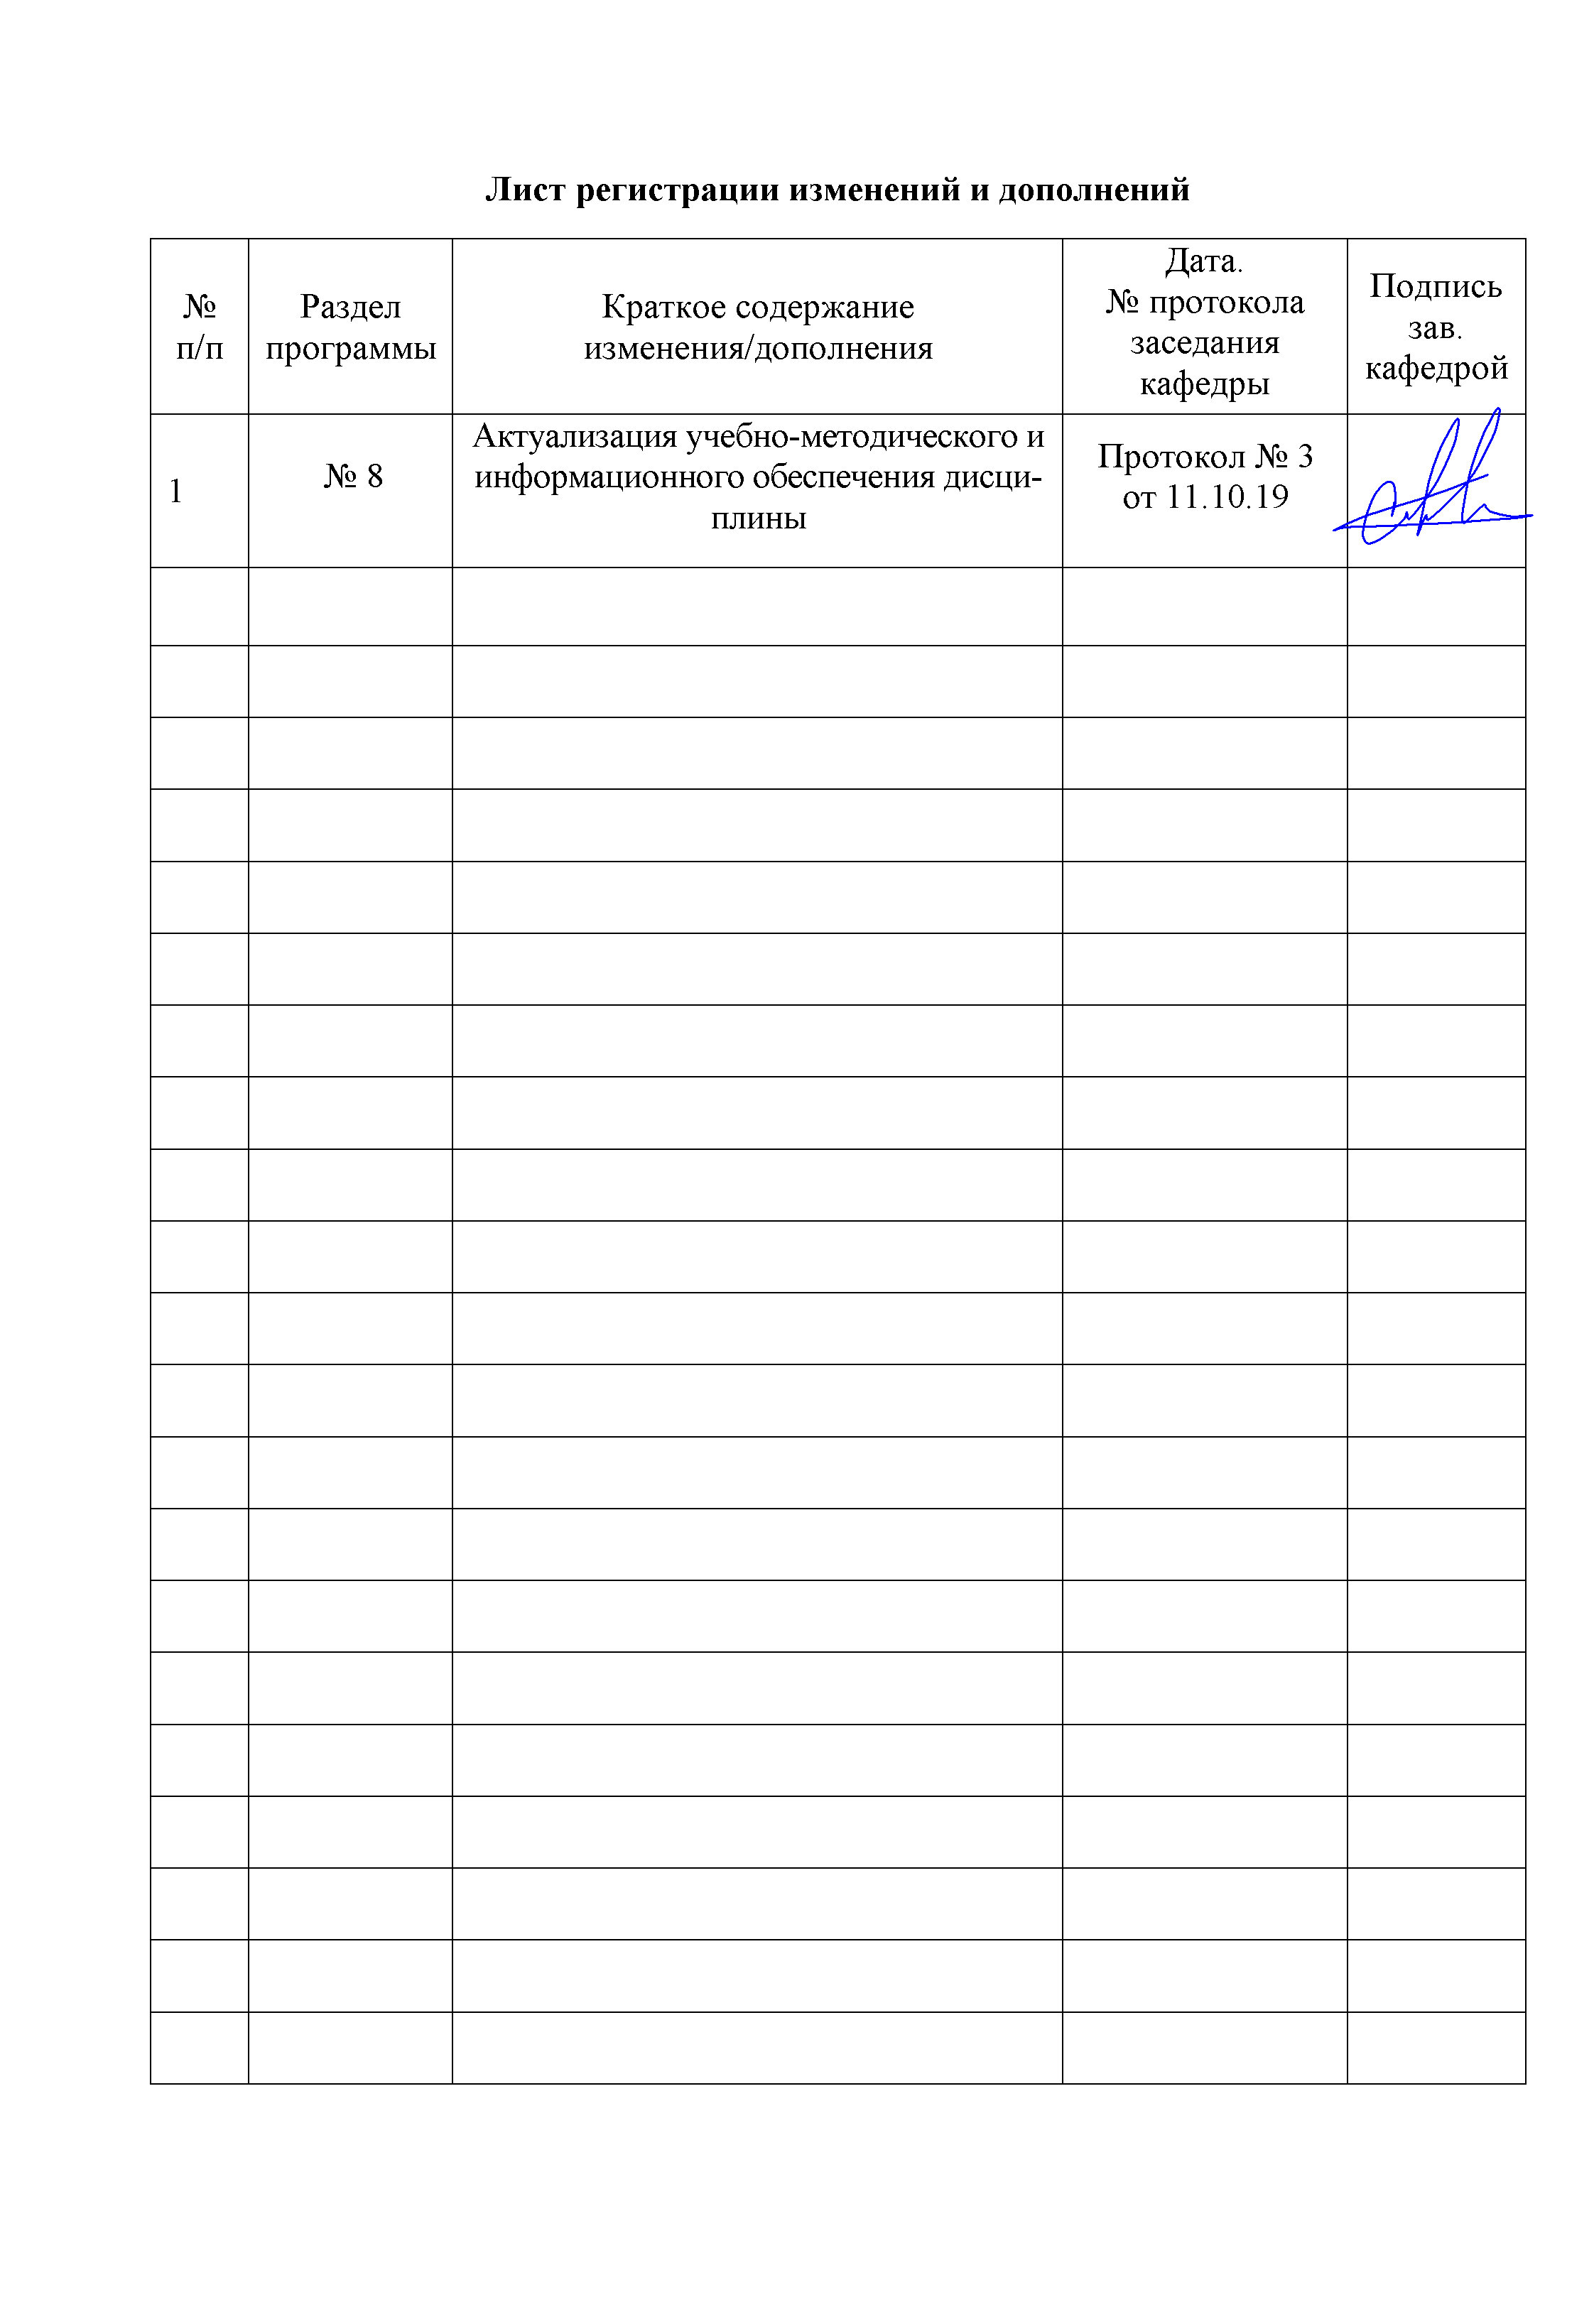 Лист регистрации изменений и дополнений
№
п/п
Раздел
программы
Краткое содержание
изменения/дополнения
Дата.
№ протокола
заседания
кафедры
Подпись
зав.
кафедрой
1
№ 8
Актуализация учебно-методического и
информационного обеспечения дисци-
плины
Протокол № 3
от 11.10.19